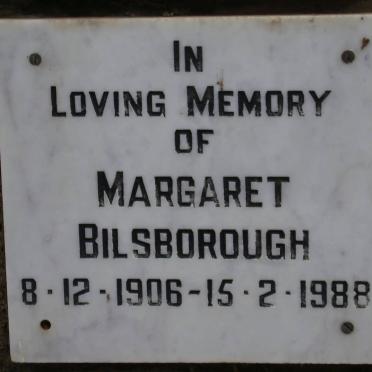 IN
LOVING MEMORY
OF
MARGARET
BILSBOROUGH
8·12·1906-15·2·1988